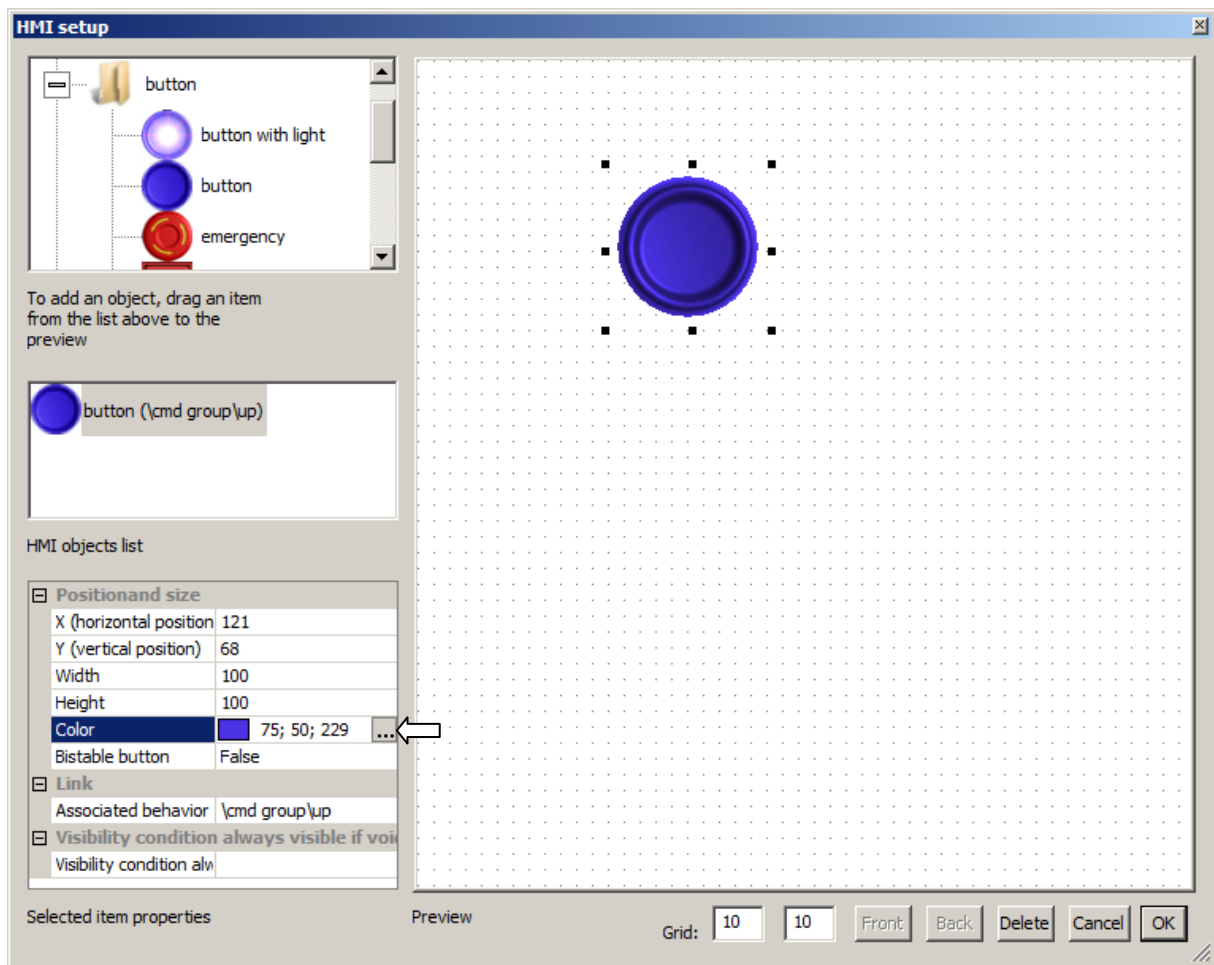 HMI setup
button
button with light
button
emergency
To add an object, drag an item
from the list above to the
preview
button (\cmd group\up)
HMI objects list
Positionand size
X (horizontal position 121
Y (vertical position) 68
Width 100
Height 100
Color 75; 50; 229 ...
Bistable button False
Link
Associated behavior \cmd group\up
Visibility condition always visible if voi
Visibility condition alw
Selected item properties
Preview
Grid: 10 10 Front Back Delete Cancel OK